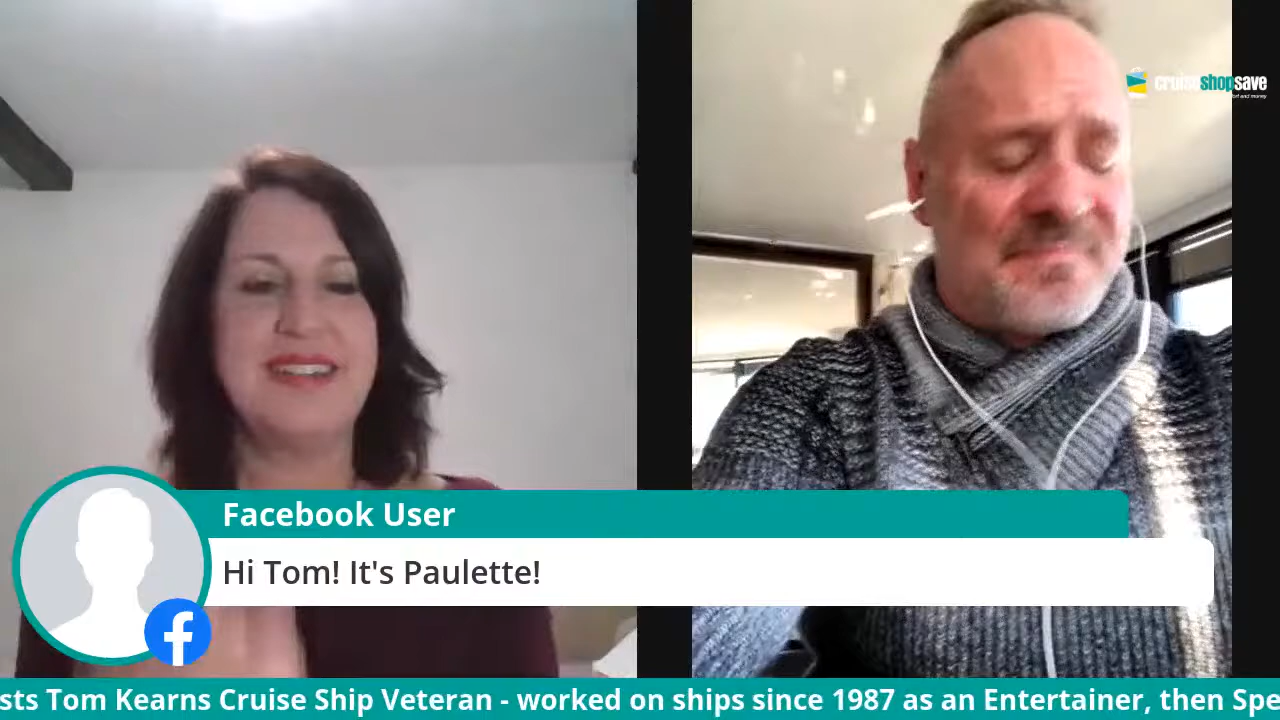 cruiseshopsave
Facebook User
Hi Tom! It's Paulette!
sts Tom Kearns Cruise Ship Veteran - worked on ships since 1987 as an Entertainer, then Spe